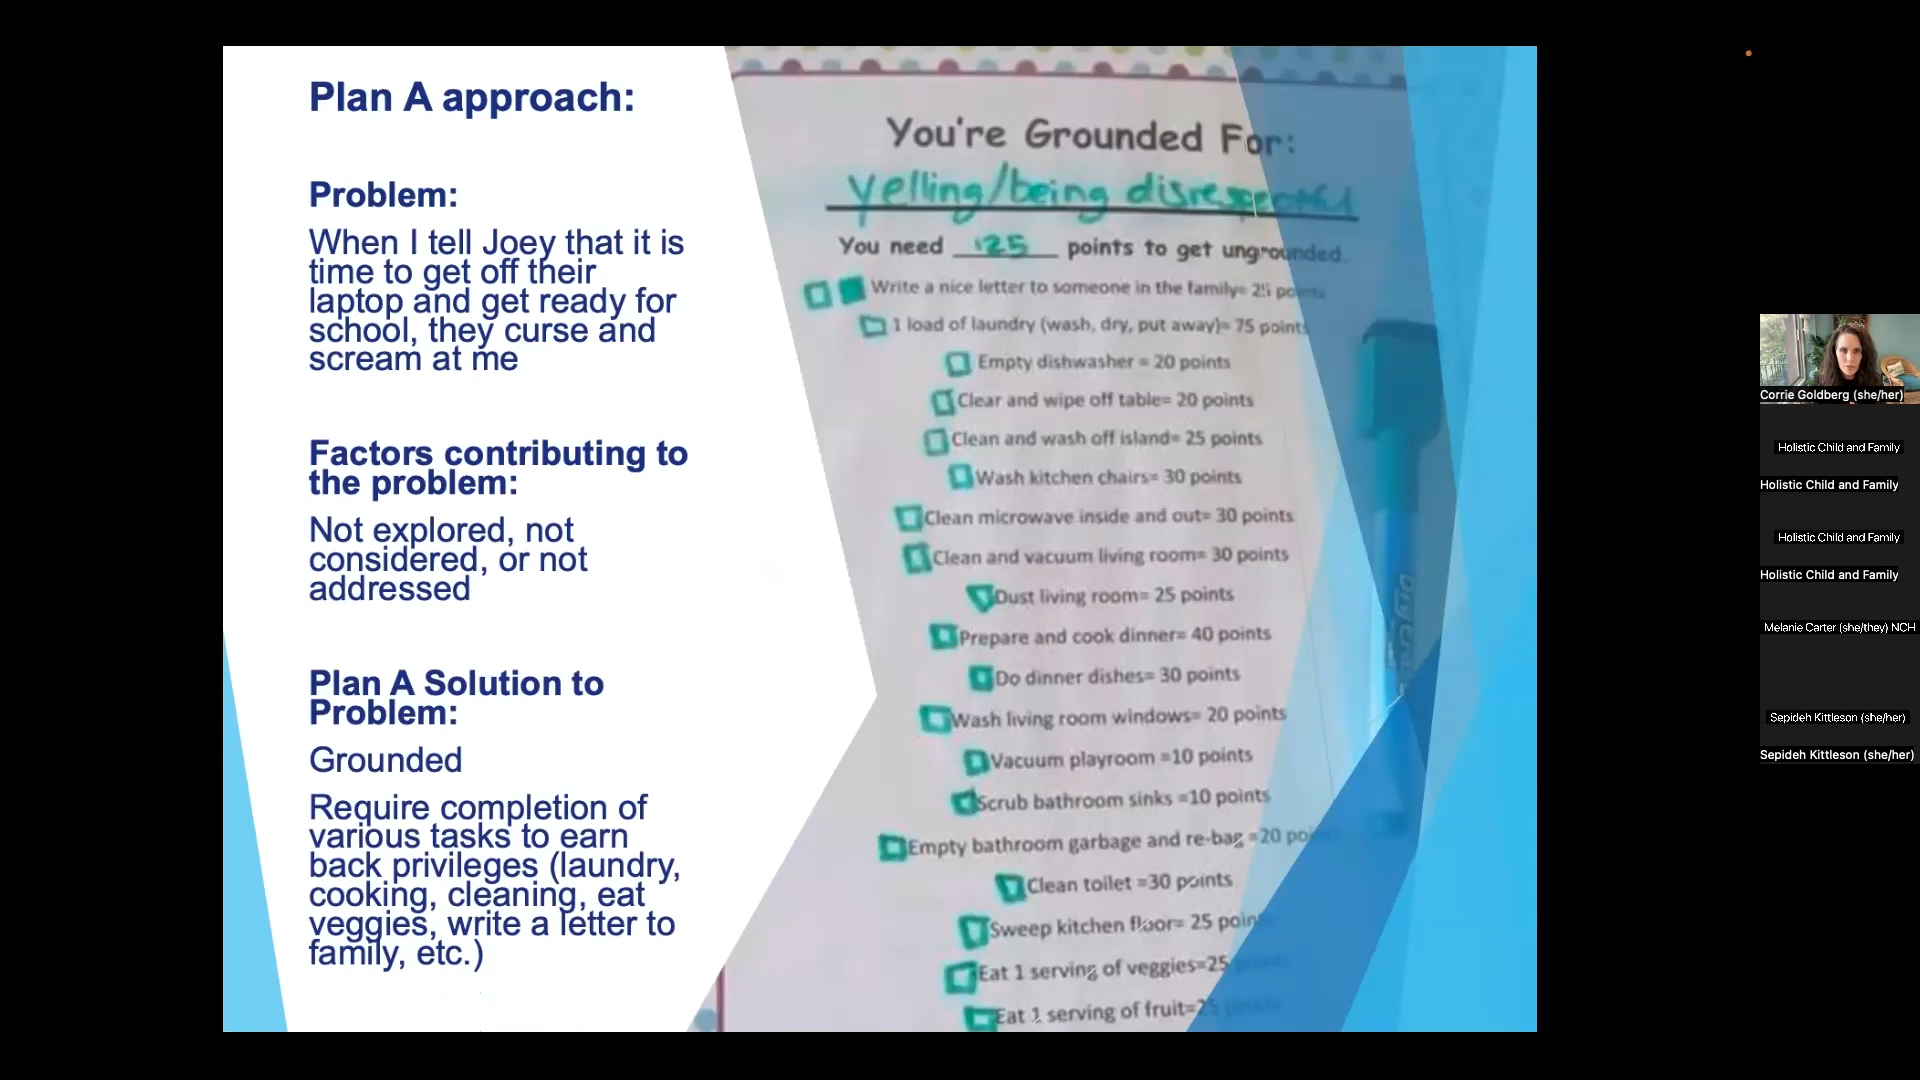 Plan A approach:
Problem:
When I tell Joey that it is
time to get off their
laptop and get ready for
school, they curse and
scream at me
Factors contributing to
the problem:
Not explored, not
considered, or not
addressed
Plan A Solution to
Problem:
Grounded
Require completion of
various tasks to earn
back privileges (laundry,
cooking, cleaning, eat
veggies, write a letter to
family, etc.)
You're Grounded For:
Yelling/being disrespectful
You need points to get ungrounded.
Write a nice letter to someone in the family= points
1 load of laundry (wash, dry, put away)= 75 points
Empty dishwasher = 20 points
Clear and wipe off table= 20 points
Clean and wash off island= 25 points
Wash kitchen chairs= 30 points
Clean microwave inside and out= 30 points
Clean and vacuum living room= 30 points
Dust living room= 25 points
Prepare and cook dinner= 40 points
Do dinner dishes= 30 points
Wash living room windows= 20 points
Vacuum playroom =10 points
Scrub bathroom sinks =10 points
Empty bathroom garbage and re-bag =20 points
Clean toilet =30 points
Sweep kitchen floor= 25 points
Eat 1 serving of veggies=25 points
Eat 1 serving of fruit=25 points
Corrie Goldberg (she/her)
Holistic Child and Family
Holistic Child and Family
Holistic Child and Family
Holistic Child and Family
Melanie Carter (she/they) NCH
Sepideh Kittleson (she/her)
Sepideh Kittleson (she/her)